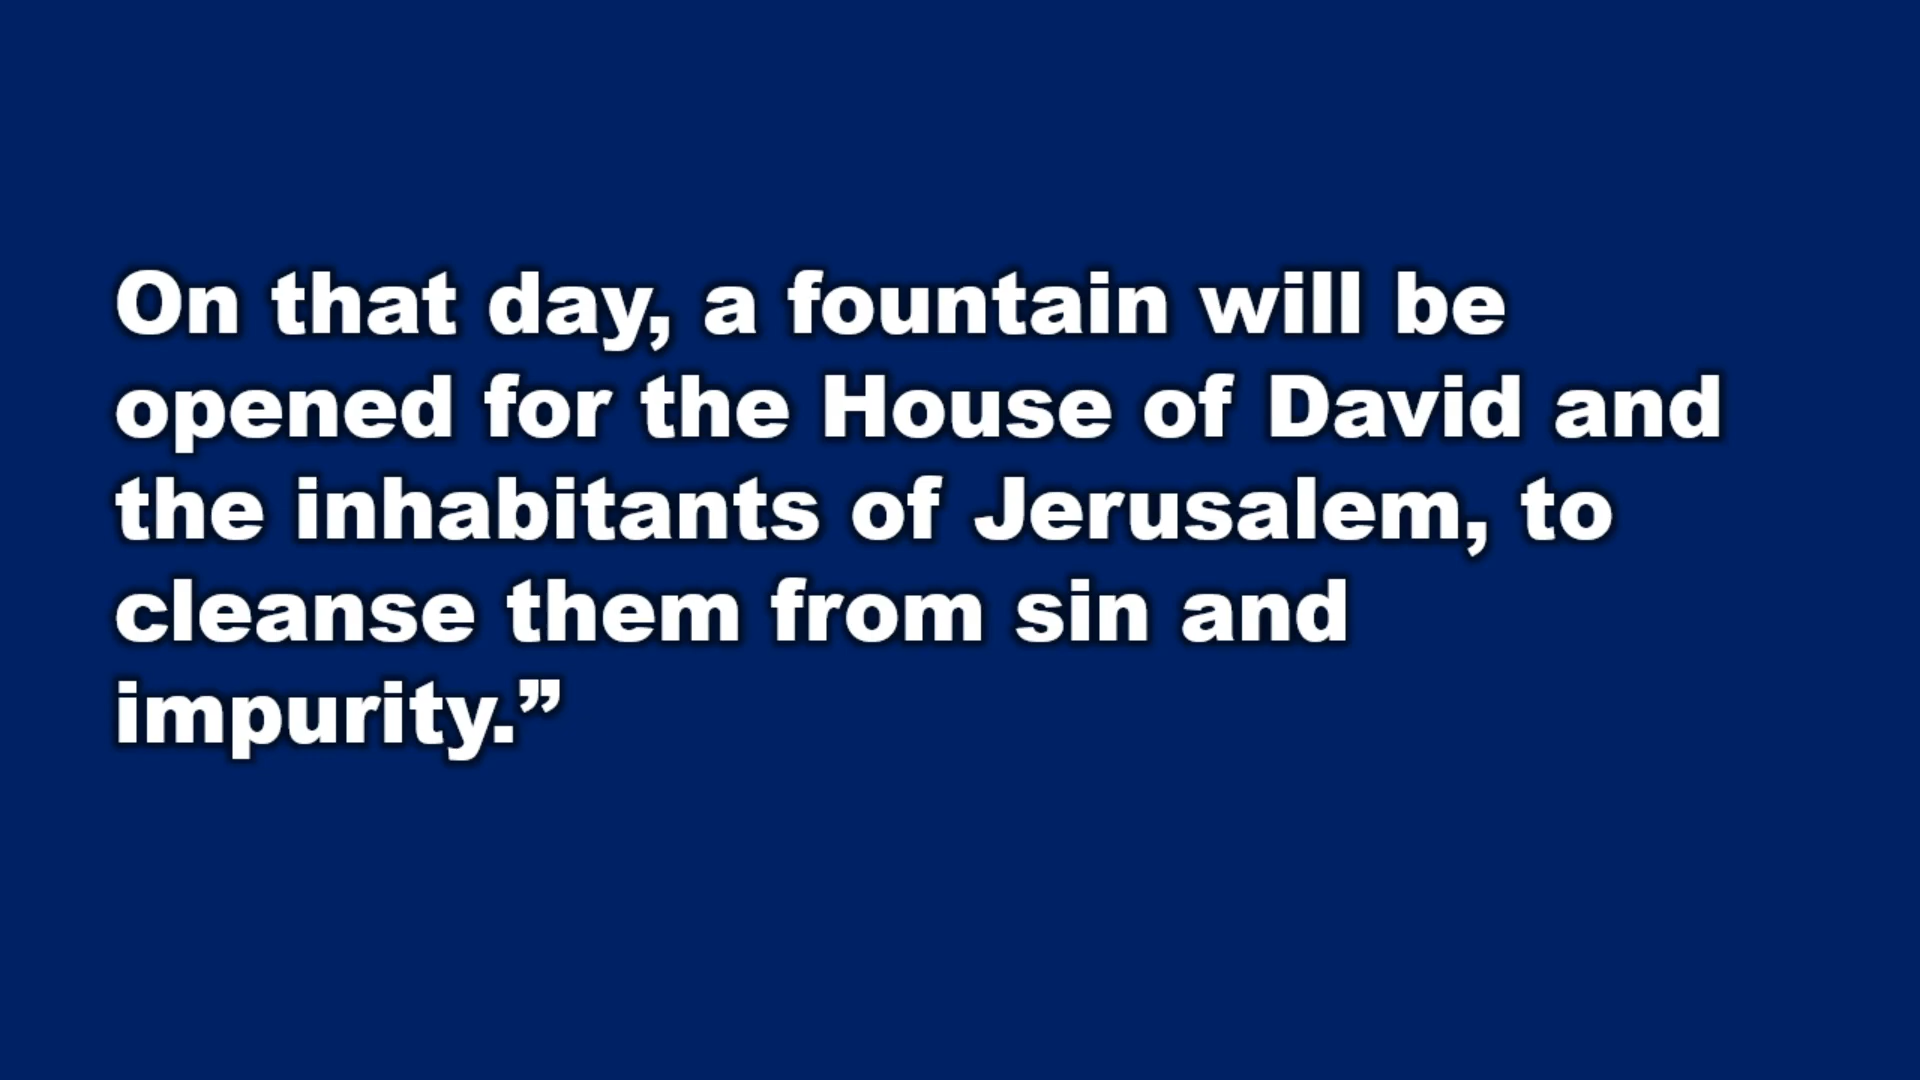 On that day, a fountain will be
opened for the House of David and
the inhabitants of Jerusalem, to
cleanse them from sin and
impurity.”